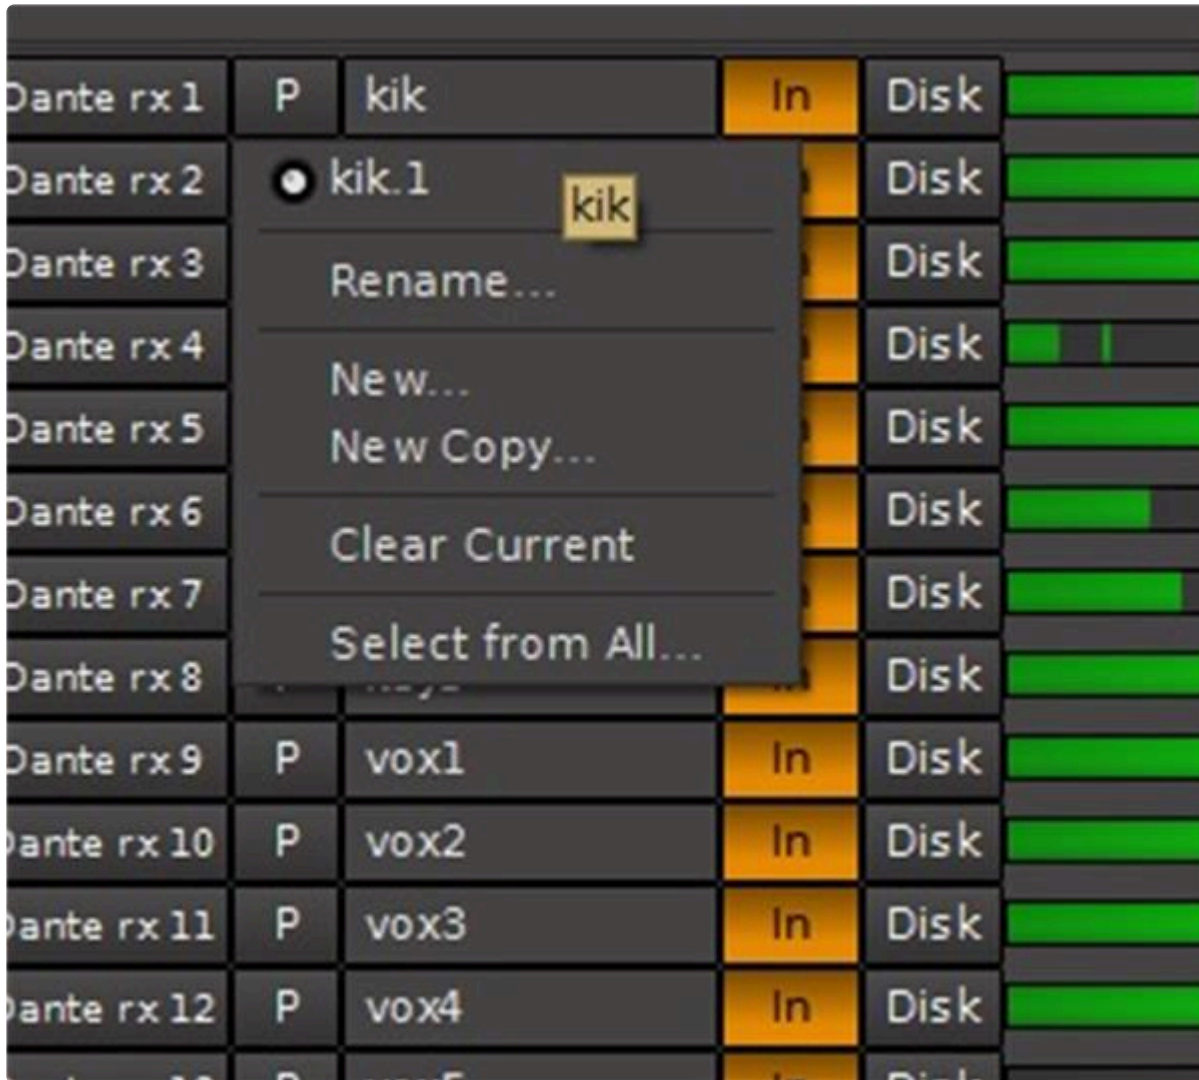 Dante rx 1 P kik In Disk
Dante rx 2 kik.1 kik Disk
Dante rx 3 Rename... Disk
Dante rx 4 New... Disk
Dante rx 5 New Copy... Disk
Dante rx 6 Clear Current Disk
Dante rx 7 Disk
Dante rx 8 Select from All... Disk
Dante rx 9 P vox1 In Disk
Dante rx 10 P vox2 In Disk
Dante rx 11 P vox3 In Disk
Dante rx 12 P vox4 In Disk